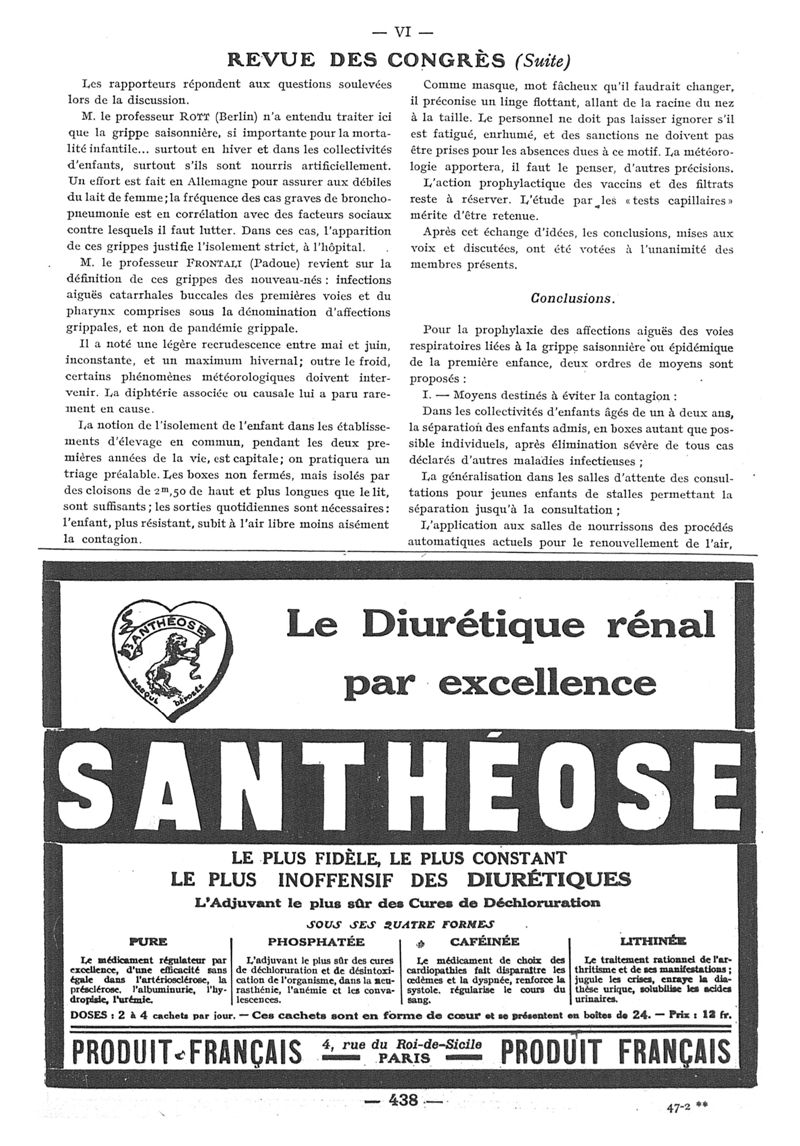 — VI —
REVUE DES CONGRÈS (Suite)
Les rapporteurs répondent aux questions soulevées
lors de la discussion.
M. le professeur ROTT (Berlin) n'a entendu traiter ici
que la grippe saisonnière, si importante pour la morta-
lité infantile... surtout en hiver et dans les collectivités
d'enfants, surtout s'ils sont nourris artificiellement.
Un effort est fait en Allemagne pour assurer aux débiles
du lait de femme; la fréquence des cas graves de broncho-
pneumonie est en corrélation avec des facteurs sociaux
contre lesquels il faut lutter. Dans ces cas, l'apparition
de ces grippes justifie l'isolement strict, à l'hôpital.
M. le professeur FRONTALI (Padoue) revient sur la
définition de ces grippes des nouveau-nés : infections
aiguës catarrhales buccales des premières voies et du
pharynx comprises sous la dénomination d'affections
grippales, et non de pandémie grippale.
Il a noté une légère recrudescence entre mai et juin,
inconstante, et un maximum hivernal; outre le froid,
certains phénomènes météorologiques doivent inter-
venir. La diphtérie associée ou causale lui a paru rare-
ment en cause.
La notion de l'isolement de l'enfant dans les établisse-
ments d'élevage en commun, pendant les deux pre-
mières années de la vie, est capitale; on pratiquera un
triage préalable. Les boxes non fermés, mais isolés par
des cloisons de 2m,50 de haut et plus longues que le lit,
sont suffisants; les sorties quotidiennes sont nécessaires:
l'enfant, plus résistant, subit à l'air libre moins aisément
la contagion.
Comme masque, mot fâcheux qu'il faudrait changer,
il préconise un linge flottant, allant de la racine du nez
à la taille. Le personnel ne doit pas laisser ignorer s'il
est fatigué, enrhumé, et des sanctions ne doivent pas
être prises pour les absences dues à ce motif. La météoro-
logie apportera, il faut le penser, d'autres précisions.
L'action prophylactique des vaccins et des filtrats
reste à réserver. L'étude par les « tests capillaires »
mérite d'être retenue.
Après cet échange d'idées, les conclusions, mises aux
voix et discutées, ont été votées à l'unanimité des
membres présents.
Conclusions.
Pour la prophylaxie des affections aiguës des voies
respiratoires liées à la grippe saisonnière ou épidémique
de la première enfance, deux ordres de moyens sont
proposés :
I. — Moyens destinés à éviter la contagion :
Dans les collectivités d'enfants âgés de un à deux ans,
la séparation des enfants admis, en boxes autant que pos-
sible individuels, après élimination sévère de tous cas
déclarés d'autres maladies infectieuses ;
La généralisation dans les salles d'attente des consul-
tations pour jeunes enfants de stalles permettant la
séparation jusqu'à la consultation ;
L'application aux salles de nourrissons des procédés
automatiques actuels pour le renouvellement de l'air,
SANTHÉOSE
MARQUE DÉPOSÉE
Le Diurétique rénal
par excellence
SANTHÉOSE
LE PLUS FIDÈLE, LE PLUS CONSTANT
LE PLUS INOFFENSIF DES DIURÉTIQUES
L'Adjuvant le plus sûr des Cures de Déchloruration
SOUS SES QUATRE FORMES
PURE
Le médicament régulateur par
excellence, d'une efficacité sans
égale dans l'artériosclérose, la
présclérose, l'albuminurie, l'hy-
dropisie, l'urémie.
PHOSPHATÉE
L'adjuvant le plus sûr des cures
de déchloruration et de désintoxi-
cation de l'organisme, dans la neu-
rasthénie, l'anémie et les conva-
lescences.
CAFÉINÉE
Le médicament de choix des
cardiopathies fait disparaître les
œdèmes et la dyspnée, renforce la
systole, régularise le cours du
sang.
LITHINÉE
Le traitement rationnel de l'ar-
thritisme et de ses manifestations ;
jugule les crises, enraye la dia-
thèse urique, solubilise les acides
urinaires.
DOSES : 2 à 4 cachets par jour. — Ces cachets sont en forme de cœur et se présentent en boîtes de 24. — Prix : 12 fr.
PRODUIT FRANÇAIS
4, rue du Roi-de-Sicile
PARIS
PRODUIT FRANÇAIS
— 438 —
47-2 **